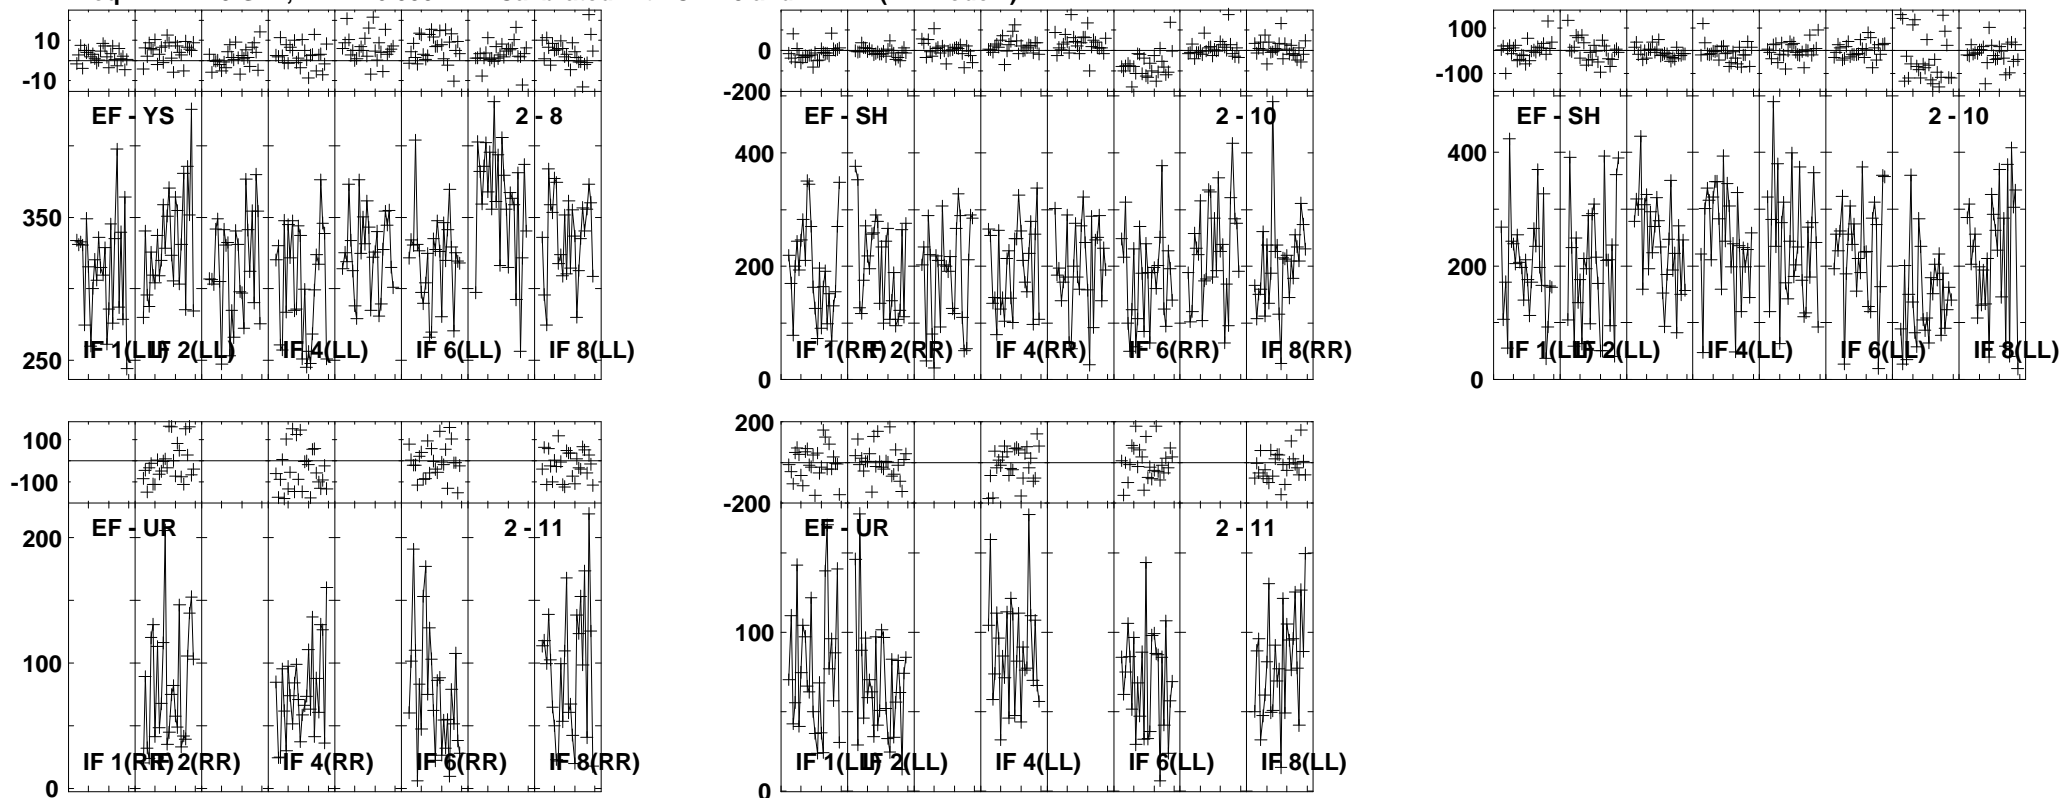 10
-10
EF - YS
2 - 8
350
250
IF 1(LL)
IF 2(LL)
IF 4(LL)
IF 6(LL)
IF 8(LL)
0
-200
EF - SH
2 - 10
400
200
0
IF 1(RR)
IF 2(RR)
IF 4(RR)
IF 6(RR)
IF 8(RR)
100
-100
EF - SH
2 - 10
400
200
0
IF 1(LL)
IF 2(LL)
IF 4(LL)
IF 6(LL)
IF 8(LL)
100
-100
EF - UR
2 - 11
200
100
0
IF 1(RR)
IF 2(RR)
IF 4(RR)
IF 6(RR)
IF 8(RR)
200
-200
EF - UR
2 - 11
100
0
IF 1(LL)
IF 2(LL)
IF 4(LL)
IF 6(LL)
IF 8(LL)